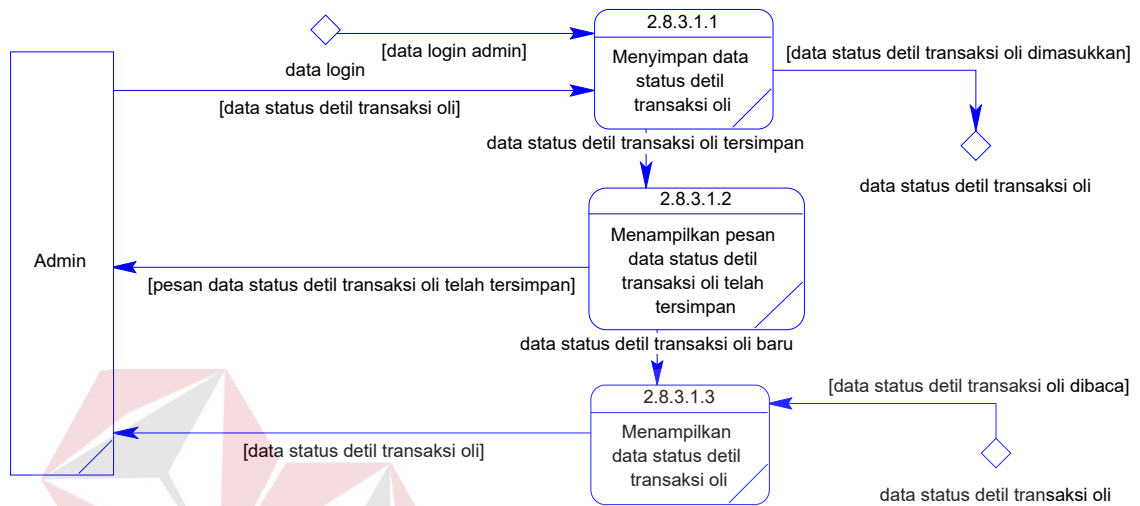 2.8.3.1.1
Menyimpan data
status detil
transaksi oli
[data login admin]
data login
[data status detil transaksi oli]
[data status detil transaksi oli dimasukkan]
data status detil transaksi oli
data status detil transaksi oli tersimpan
2.8.3.1.2
Menampilkan pesan
data status detil
transaksi oli telah
tersimpan
Admin
[pesan data status detil transaksi oli telah tersimpan]
data status detil transaksi oli baru
2.8.3.1.3
Menampilkan
data status detil
transaksi oli
[data status detil transaksi oli dibaca]
[data status detil transaksi oli]
data status detil transaksi oli